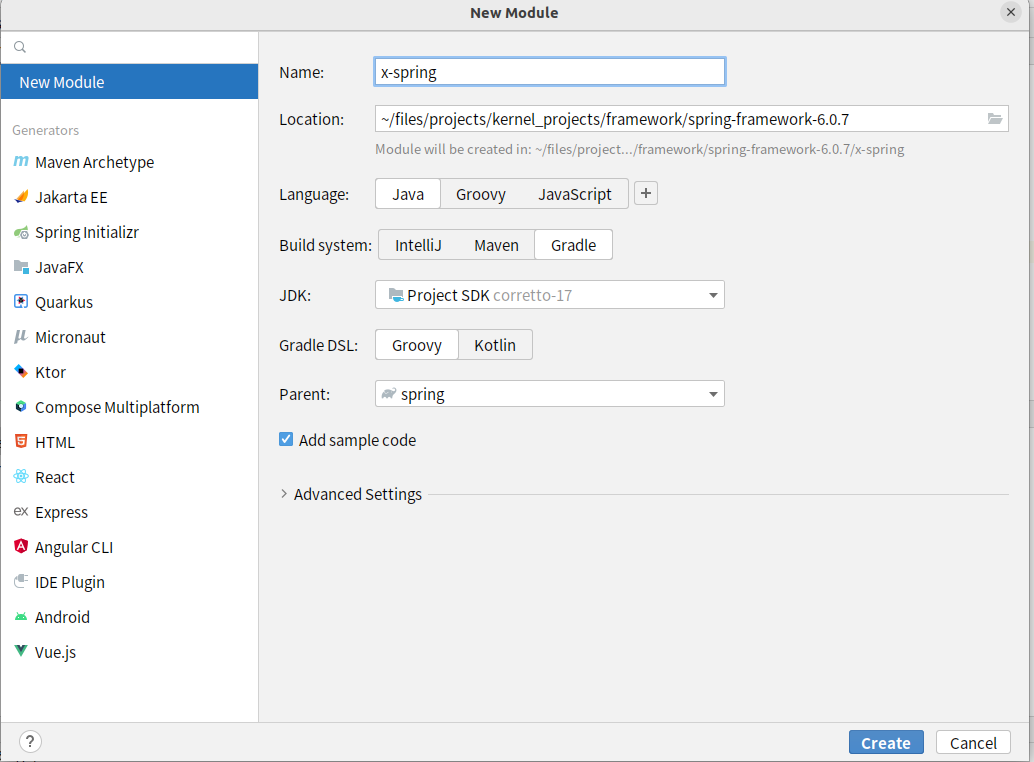 New Module
New Module
Generators
Maven Archetype
Jakarta EE
Spring Initializr
JavaFX
Quarkus
Micronaut
Ktor
Compose Multiplatform
HTML
React
Express
Angular CLI
IDE Plugin
Android
Vue.js
Name: x-spring
Location: ~/files/projects/kernel_projects/framework/spring-framework-6.0.7
Module will be created in: ~/files/project.../framework/spring-framework-6.0.7/x-spring
Language: Java Groovy JavaScript +
Build system: IntelliJ Maven Gradle
JDK: Project SDK corretto-17
Gradle DSL: Groovy Kotlin
Parent: spring
Add sample code
Advanced Settings
? Create Cancel